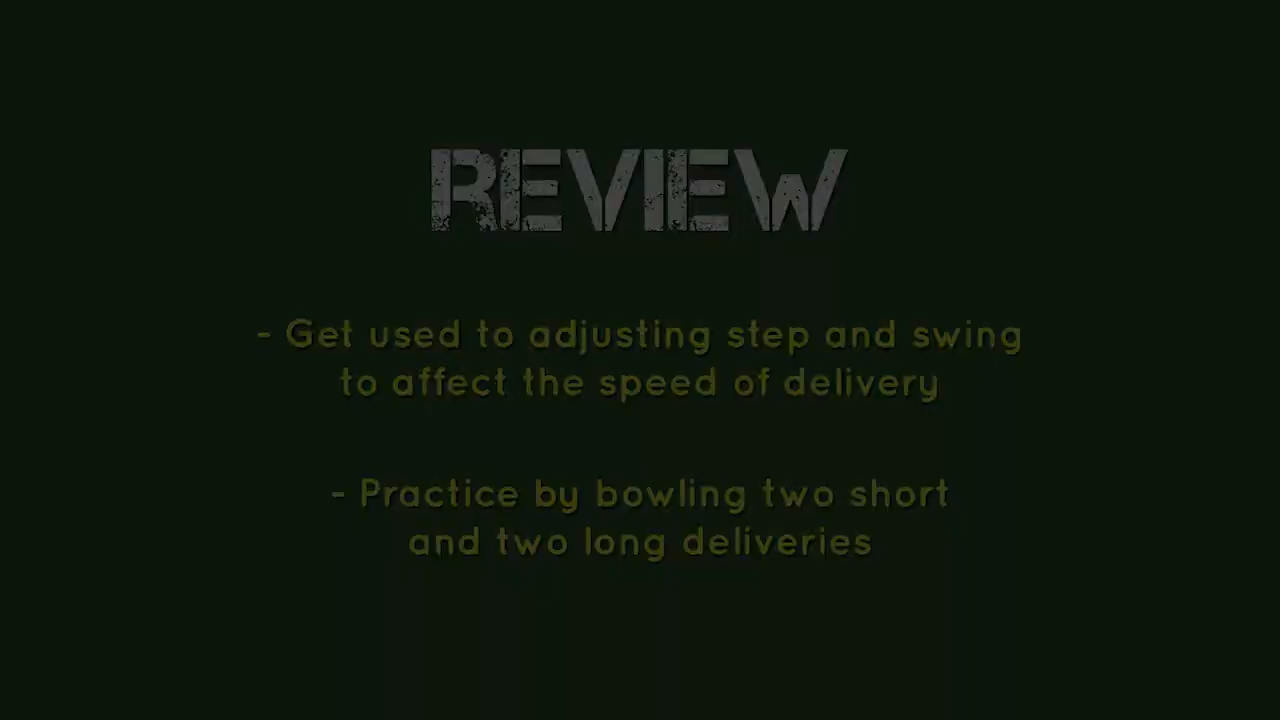 REVIEW
- Get used to adjusting step and swing
to affect the speed of delivery
- Practice by bowling two short
and two long deliveries